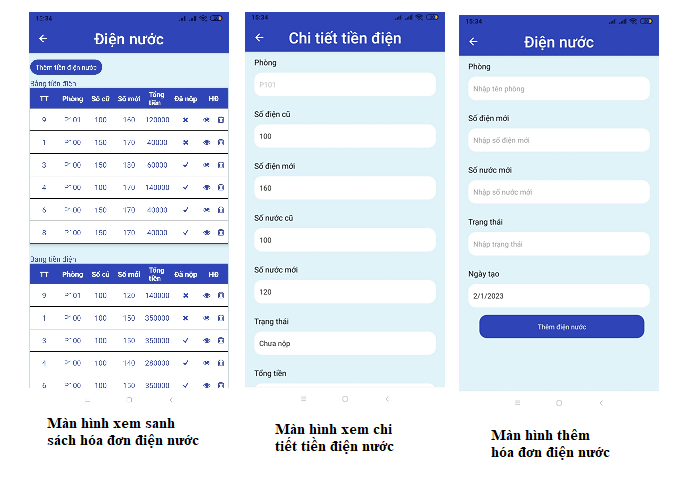 15:34
Điện nước
Thêm tiền điện nước
Bảng tiền điện
TT Phòng Số cũ Số mới Tổng tiền Đã nộp HĐ
9 P101 100 160 120000
1 P100 150 170 40000
3 P100 150 180 60000
4 P100 100 170 140000
6 P100 150 170 40000
8 P100 150 170 40000
Bảng tiền điện
TT Phòng Số cũ Số mới Tổng tiền Đã nộp HĐ
9 P101 100 120 140000
1 P100 100 150 350000
3 P100 100 150 350000
4 P100 100 140 280000
6 P100 100 150 350000
Màn hình xem sanh
sách hóa đơn điện nước
15:34
Chi tiết tiền điện
Phòng
P101
Số điện cũ
100
Số điện mới
160
Số nước cũ
100
Số nước mới
120
Trạng thái
Chưa nộp
Tổng tiền
Màn hình xem chi
tiết tiền điện nước
15:34
Điện nước
Phòng
Nhập tên phòng
Số điện mới
Nhập số điện mới
Số nước mới
Nhập số nước mới
Trạng thái
Nhập trạng thái
Ngày tạo
2/1/2023
Thêm điện nước
Màn hình thêm
hóa đơn điện nước